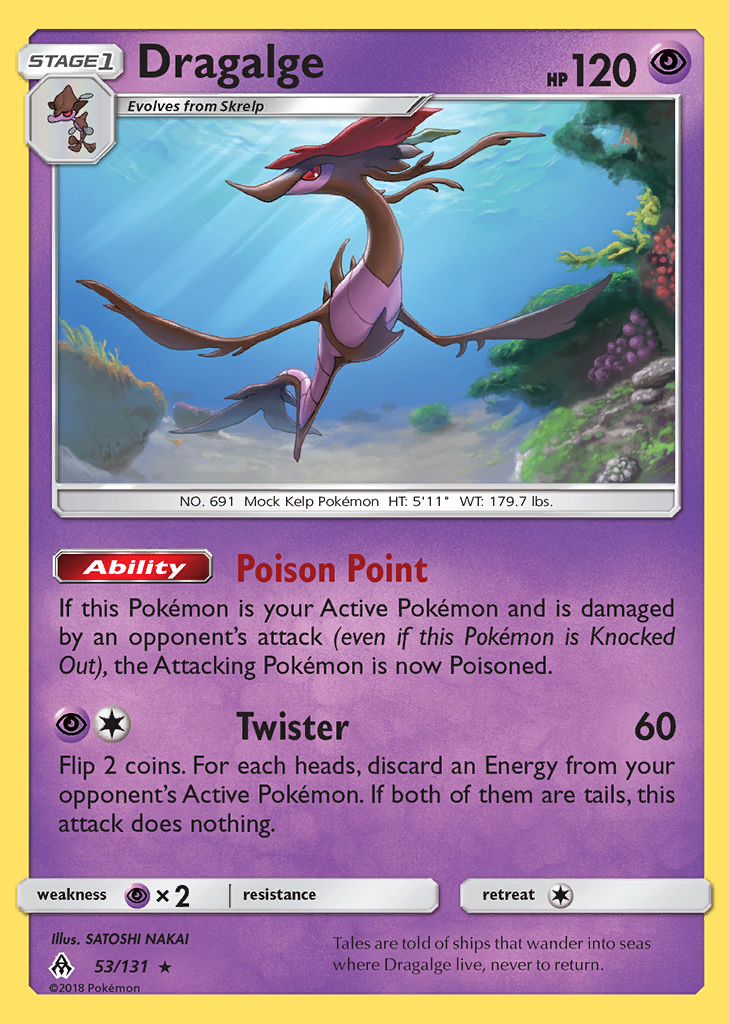 STAGE1
Dragalge
HP 120
Evolves from Skrelp
NO. 691 Mock Kelp Pokémon HT: 5'11" WT: 179.7 lbs.
Ability Poison Point
If this Pokémon is your Active Pokémon and is damaged
by an opponent's attack (even if this Pokémon is Knocked
Out), the Attacking Pokémon is now Poisoned.
Twister 60
Flip 2 coins. For each heads, discard an Energy from your
opponent's Active Pokémon. If both of them are tails, this
attack does nothing.
weakness ×2 resistance retreat
Illus. SATOSHI NAKAI
53/131 ★
©2018 Pokémon
Tales are told of ships that wander into seas
where Dragalge live, never to return.